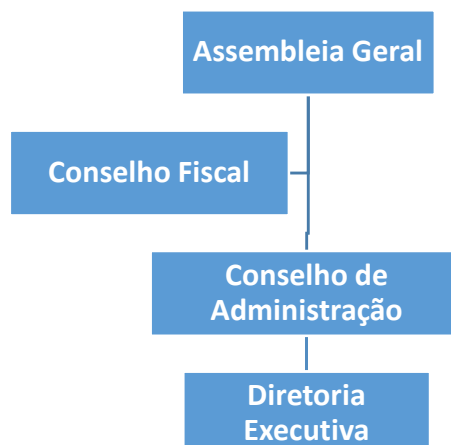 Assembleia Geral
Conselho Fiscal
Conselho de
Administração
Diretoria
Executiva